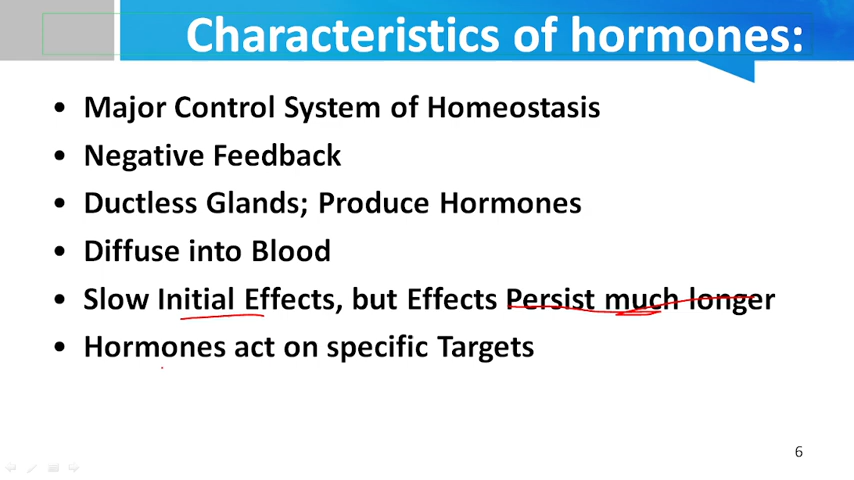 Characteristics of hormones:
• Major Control System of Homeostasis
• Negative Feedback
• Ductless Glands; Produce Hormones
• Diffuse into Blood
• Slow Initial Effects, but Effects Persist much longer
• Hormones act on specific Targets
6